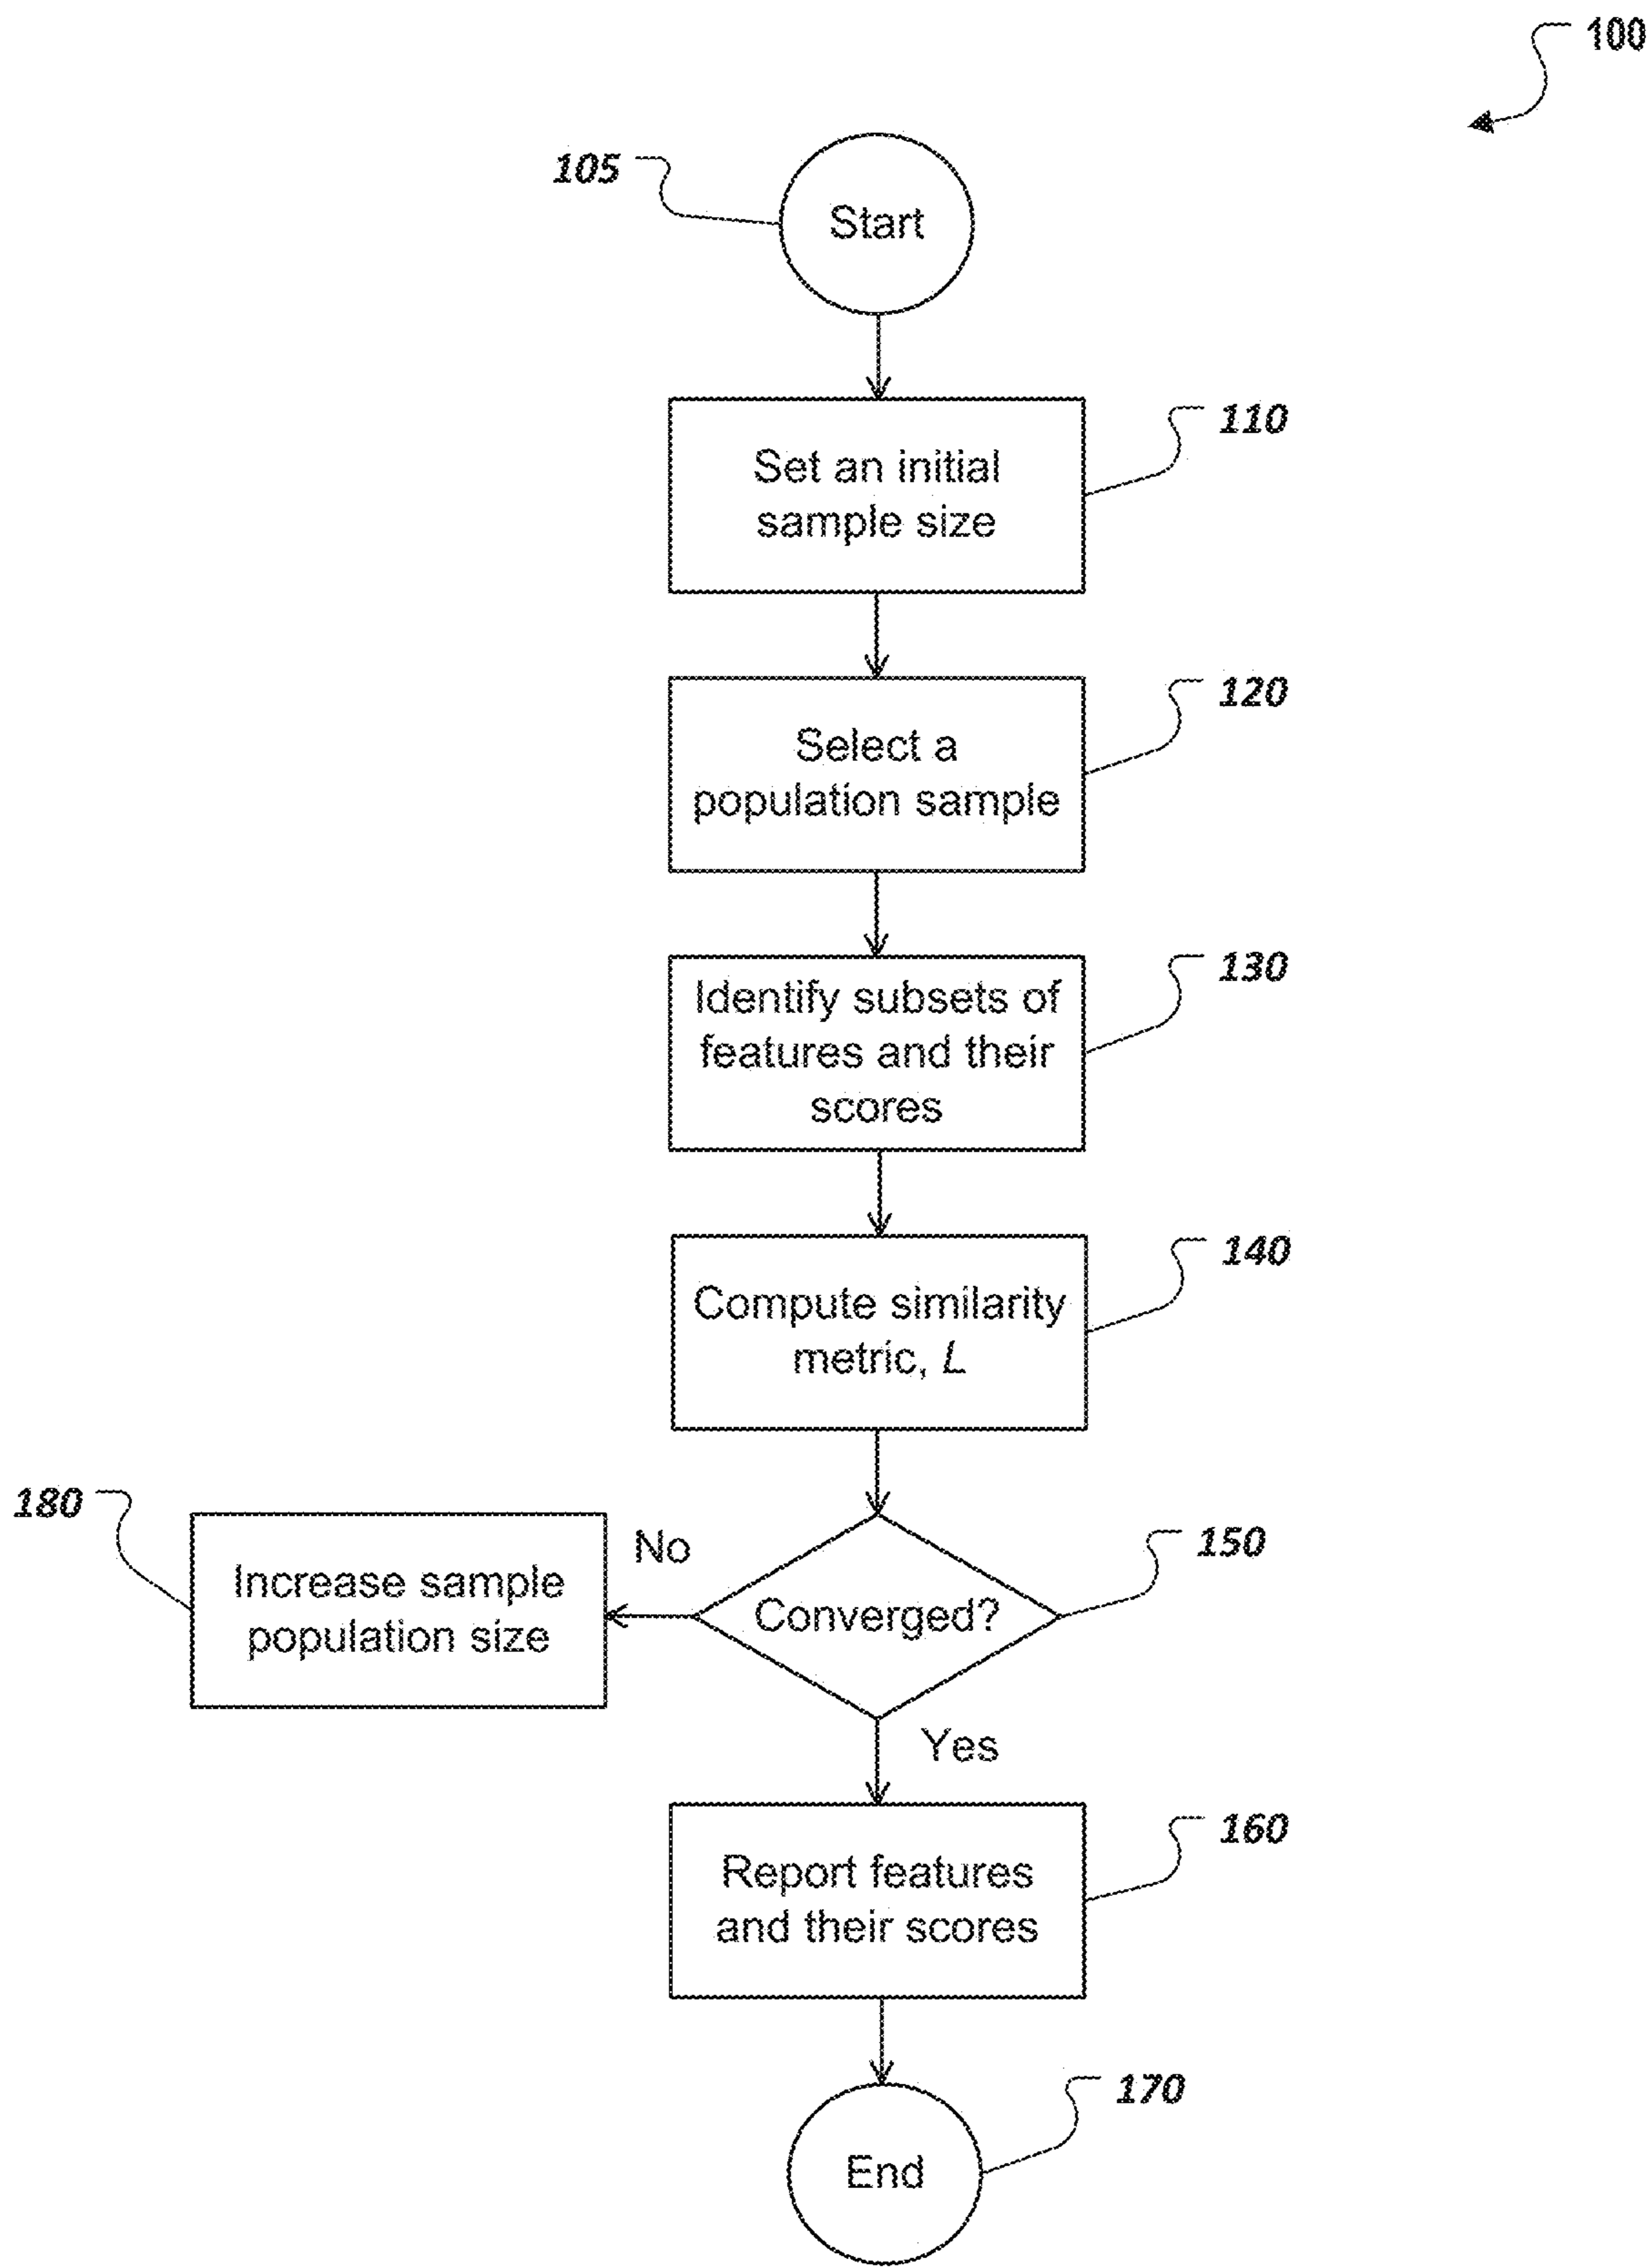 100
105
Start
110
Set an initial
sample size
120
Select a
population sample
130
Identify subsets of
features and their
scores
140
Compute similarity
metric, L
180
Increase sample
population size
No
150
Converged?
Yes
160
Report features
and their scores
170
End